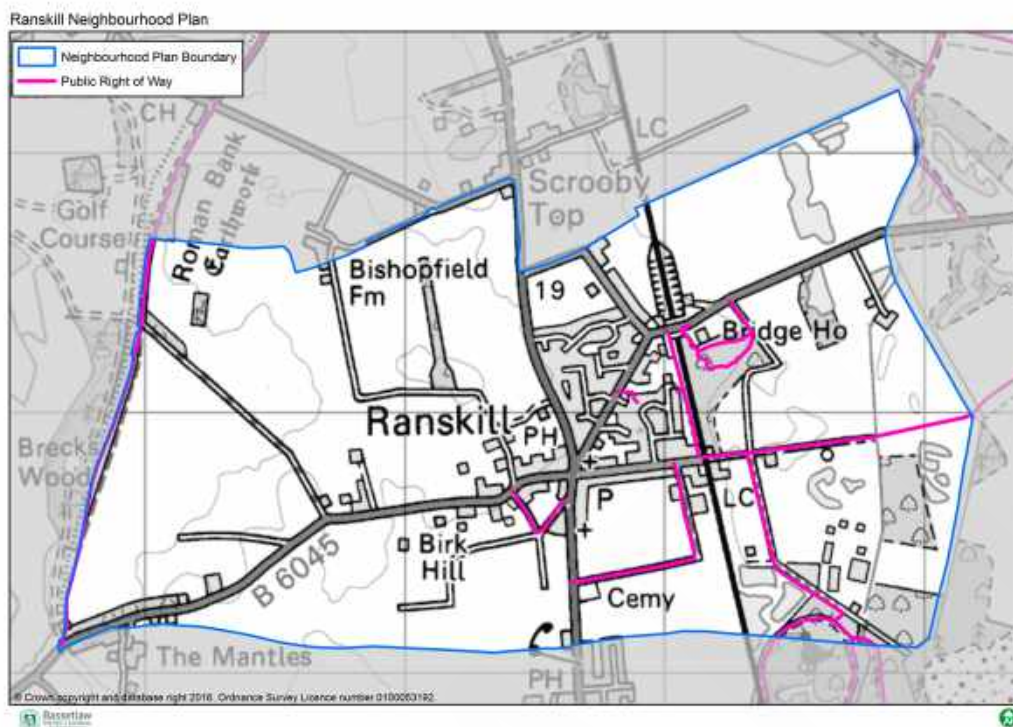 Ranskill Neighbourhood Plan
Neighbourhood Plan Boundary
Public Right of Way
CH
LC
Scrooby
Top
Golf
Course
Roman Bank
Earthwork
Bishopfield
Fm
19
Bridge Ho
Ranskill
PH
Brecks
Wood
P
LC
Birk
Hill
B 6045
Cemy
The Mantles
PH
© Crown copyright and database right 2016. Ordnance Survey Licence number 0100053192.
Bassetlaw